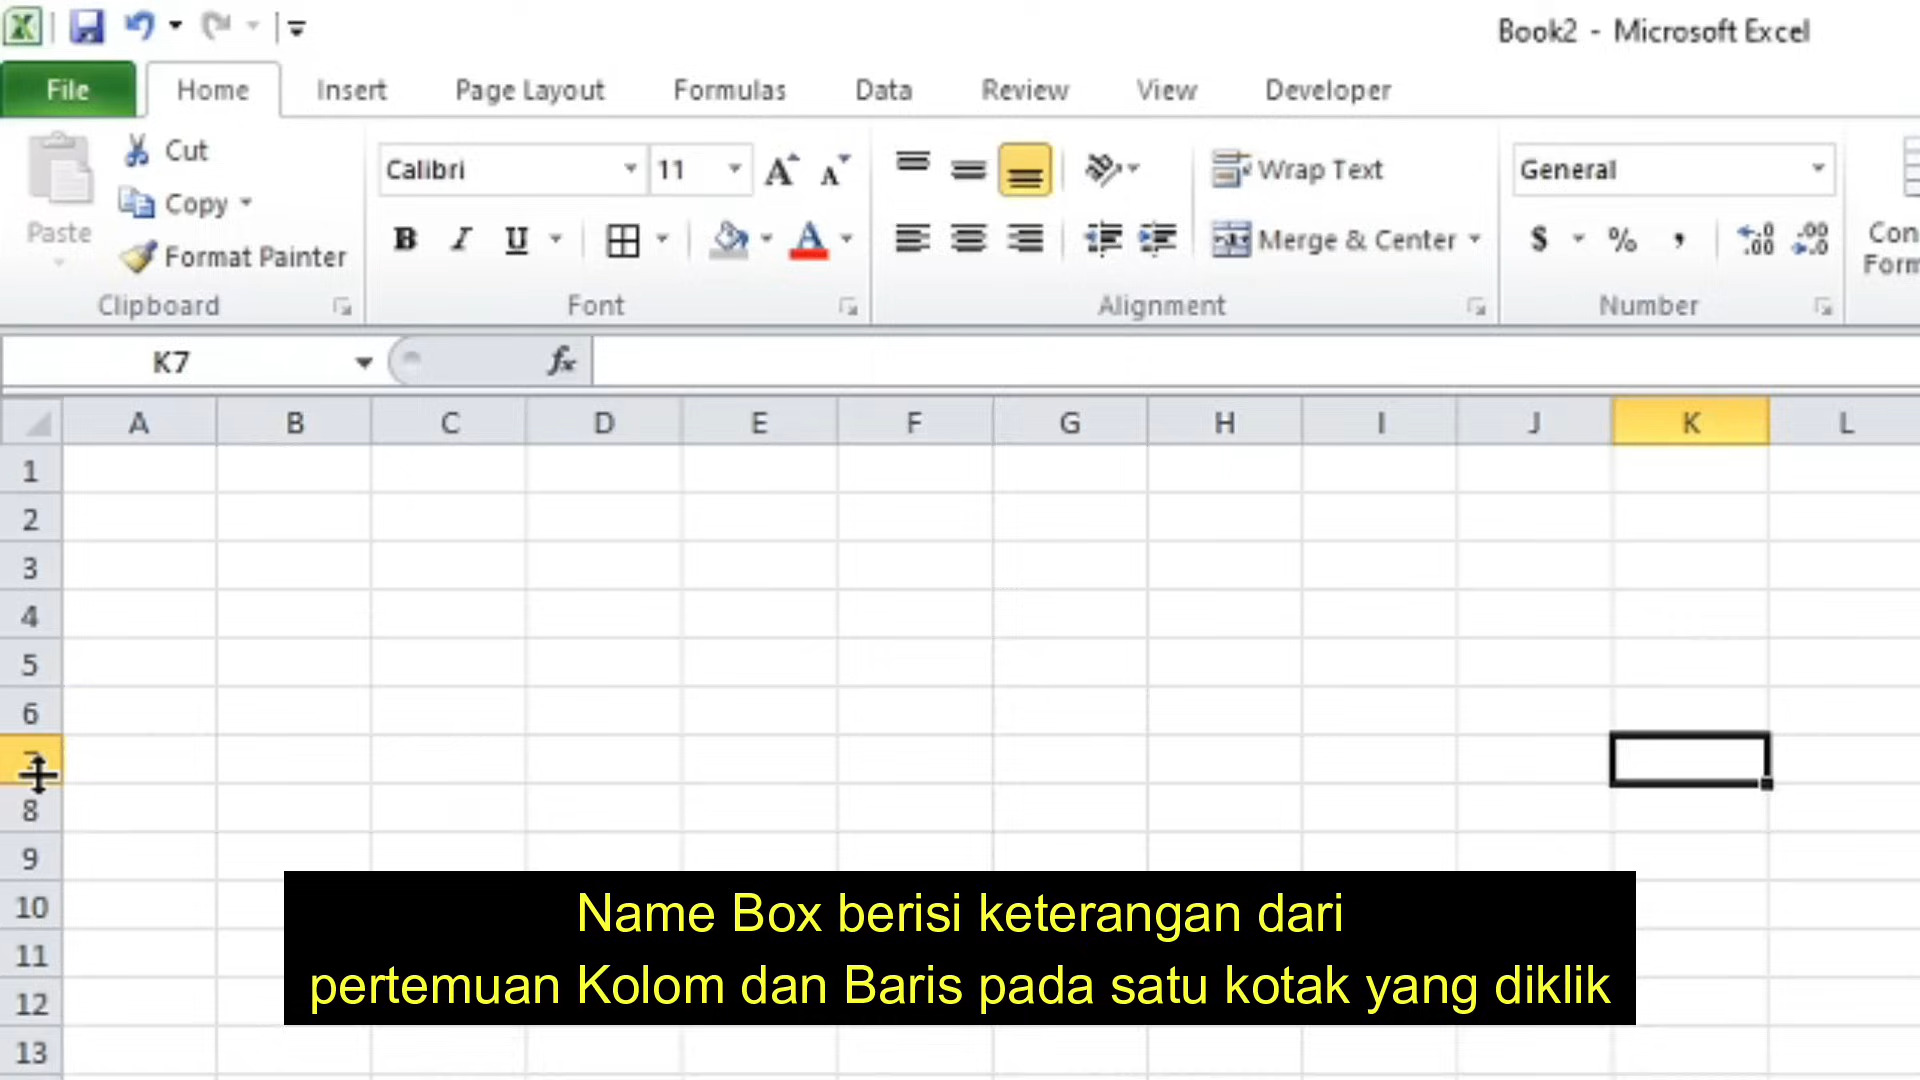 Book2 - Microsoft Excel
File Home Insert Page Layout Formulas Data Review View Developer
Cut
Copy
Paste
Format Painter
Clipboard
Calibri 11
B I U
Font
Wrap Text
Merge & Center
Alignment
General
$ % ,
Number
K7 fx
A B C D E F G H I J K L
1
2
3
4
5
6
8
9
10
11
12
13
Name Box berisi keterangan dari
pertemuan Kolom dan Baris pada satu kotak yang diklik